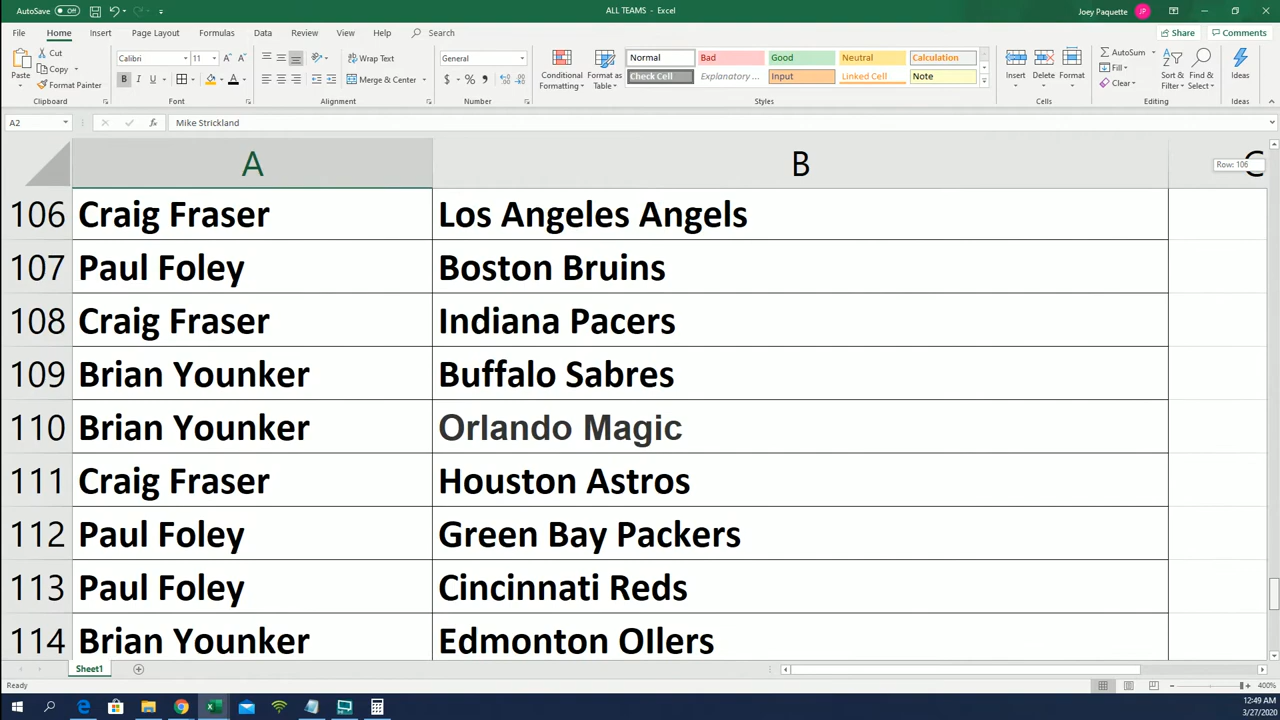 AutoSave Off
ALL TEAMS - Excel
Joey Paquette JP
File Home Insert Page Layout Formulas Data Review View Help Search
Share Comments
Paste Cut Copy Format Painter
Clipboard
Calibri 11
B I U A
Font
Wrap Text
Merge & Center
Alignment
General
$ % ,
Number
Conditional Formatting Format as Table
Normal Bad Good Neutral Calculation
Check Cell Explanatory ... Input Linked Cell Note
Styles
Insert Delete Format
Cells
AutoSum
Fill
Clear
Sort & Filter Find & Select
Editing
Ideas
Ideas
A2 fx Mike Strickland
A B C
Row: 106
106 Craig Fraser Los Angeles Angels
107 Paul Foley Boston Bruins
108 Craig Fraser Indiana Pacers
109 Brian Younker Buffalo Sabres
110 Brian Younker Orlando Magic
111 Craig Fraser Houston Astros
112 Paul Foley Green Bay Packers
113 Paul Foley Cincinnati Reds
114 Brian Younker Edmonton OIlers
Sheet1
Ready
400%
12:49 AM
3/27/2020